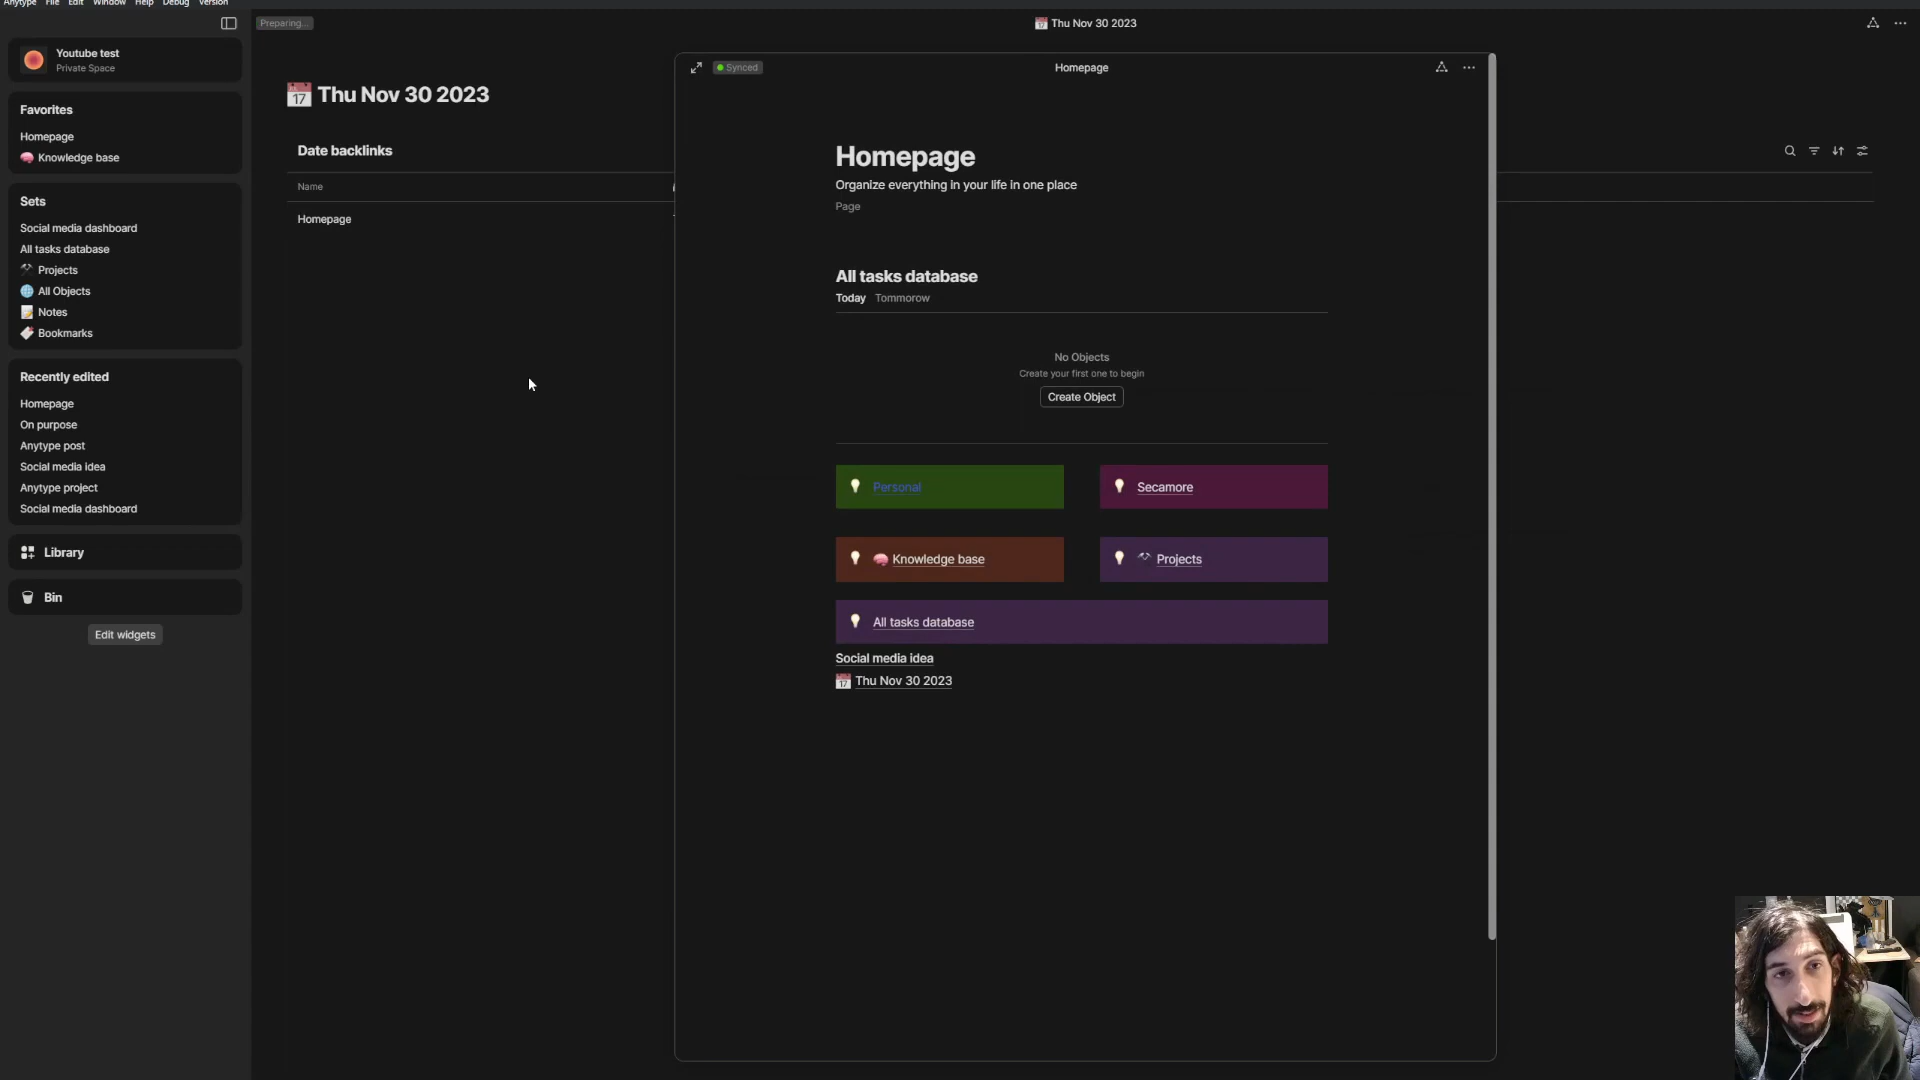 Anytype File Edit Window Help Debug Version
Preparing...
Thu Nov 30 2023
Youtube test
Private Space
Favorites
Homepage
Knowledge base
Sets
Social media dashboard
All tasks database
Projects
All Objects
Notes
Bookmarks
Recently edited
Homepage
On purpose
Anytype post
Social media idea
Anytype project
Social media dashboard
Library
Bin
Edit widgets
17 Thu Nov 30 2023
Date backlinks
Name
Homepage
Synced
Homepage
Homepage
Organize everything in your life in one place
Page
All tasks database
Today Tommorow
No Objects
Create your first one to begin
Create Object
Personal
Secamore
Knowledge base
Projects
All tasks database
Social media idea
17 Thu Nov 30 2023